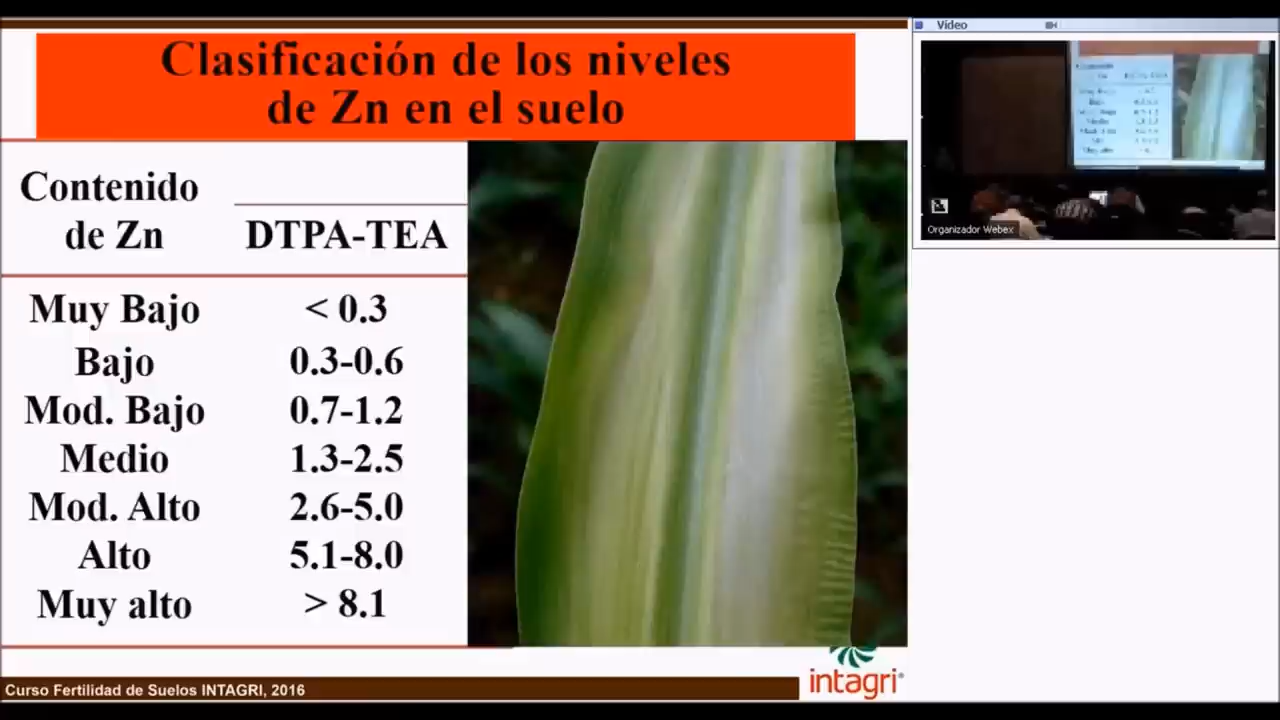 Clasificación de los niveles
de Zn en el suelo
Contenido
de Zn
DTPA-TEA
Muy Bajo < 0.3
Bajo 0.3-0.6
Mod. Bajo 0.7-1.2
Medio 1.3-2.5
Mod. Alto 2.6-5.0
Alto 5.1-8.0
Muy alto > 8.1
Curso Fertilidad de Suelos INTAGRI, 2016
intagri®
Vídeo
Organizador Webex